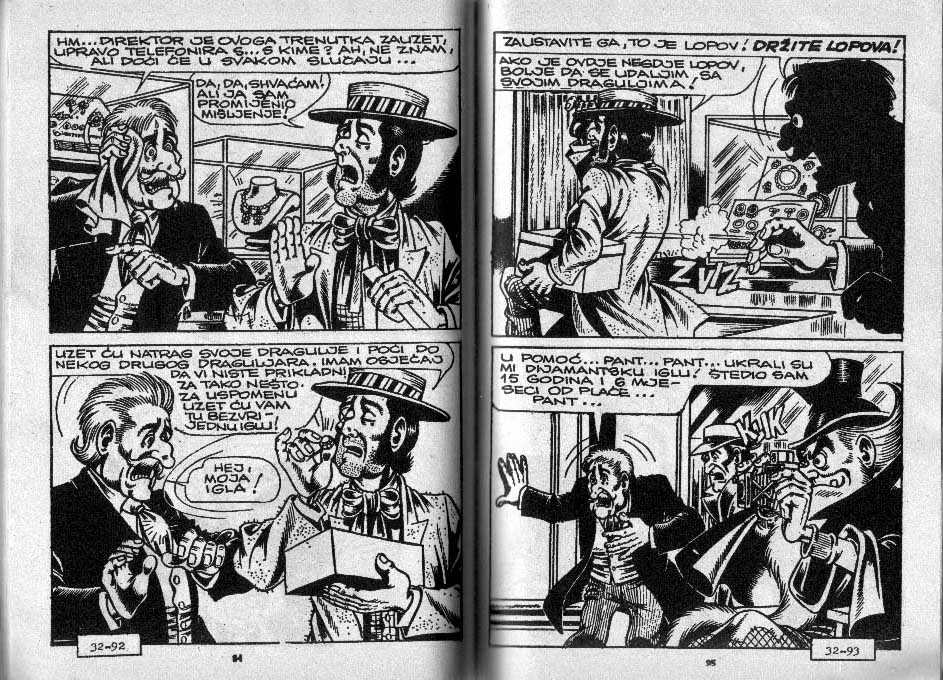 HM... DIREKTOR JE OVOGA TRENUTKA ZAUZET,
UPRAVO TELEFONIRA S... S KIME? AH, NE ZNAM,
ALI DOĆI ĆE U SVAKOM SLUČAJU ...
DA, DA, SHVAĆAM!
ALI JA SAM
PROMIJENIO
MIŠLJENJE!
UZET ĆU NATRAG SVOJE DRAGULJE I POĆI DO
NEKOG DRUGOG DRAGULJARA. IMAM OSJEĆAJ
DA VI NISTE PRIKLADNI
ZA TAKO NEŠTO.
ZA USPOMENU
UZET ĆU VAM
TU BEZVRI-
JEDNU IGLU!
HEJ,
MOJA
IGLA!
32-92
94
ZAUSTAVITE GA, TO JE LOPOV! DRŽITE LOPOVA!
AKO JE OVDJE NEGDJE LOPOV,
BOLJE DA SE UDALJIM SA
SVOJIM DRAGULJIMA!
ZVIZ
U POMOĆ... PANT... PANT... UKRALI SU
MI DIJAMANTSKU IGLU! ŠTEDIO SAM
15 GODINA I 6 MJE-
SECI OD PLAĆE ...
PANT ...
KLIK
32-93
95